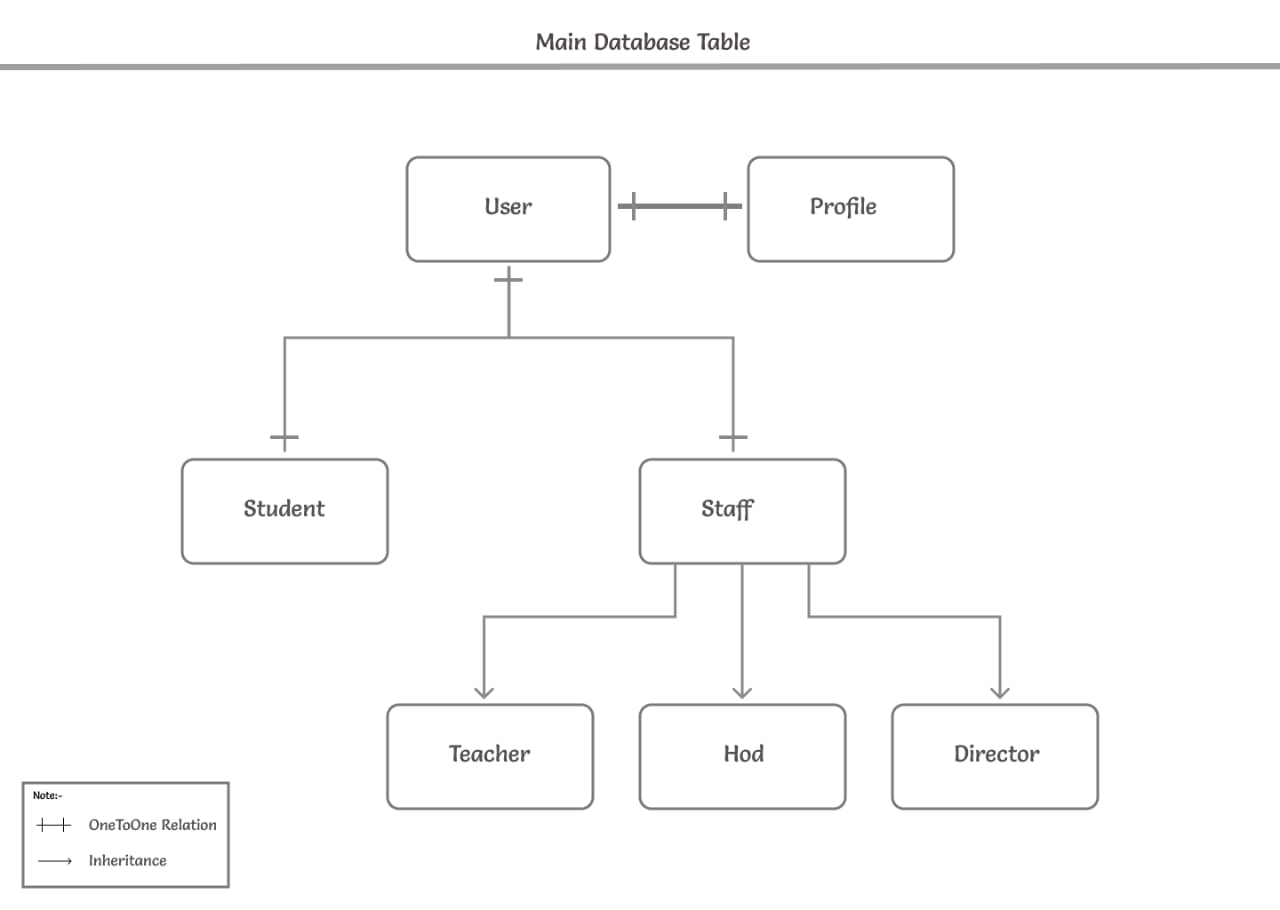 Main Database Table
User
Profile
Student
Staff
Teacher
Hod
Director
Note:-
OneToOne Relation
Inheritance